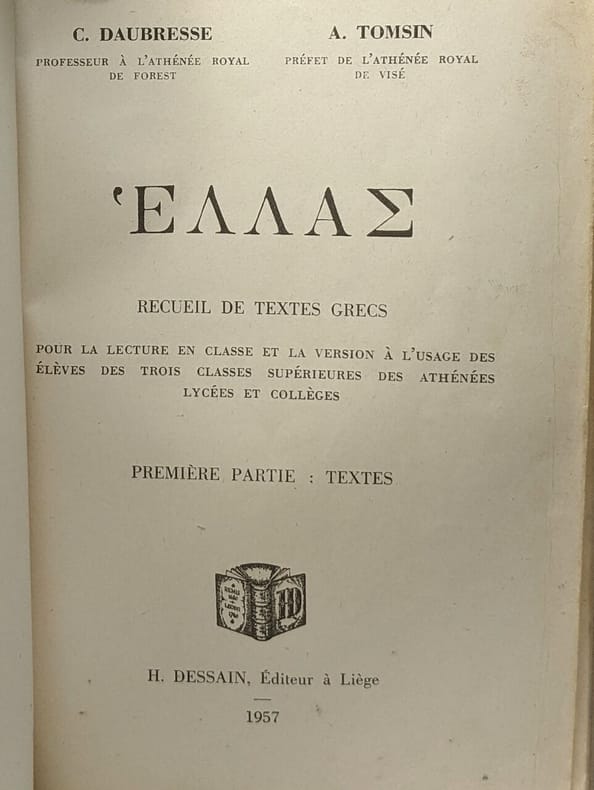 C. DAUBRESSE
PROFESSEUR À L'ATHÉNÉE ROYAL
DE FOREST
A. TOMSIN
PRÉFET DE L'ATHÉNÉE ROYAL
DE VISÉ
ἙΛΛΑΣ
RECUEIL DE TEXTES GRECS
POUR LA LECTURE EN CLASSE ET LA VERSION À L'USAGE DES
ÉLÈVES DES TROIS CLASSES SUPÉRIEURES DES ATHÉNÉES
LYCÉES ET COLLÈGES
PREMIÈRE PARTIE : TEXTES
HD
H. DESSAIN, Éditeur à Liège
1957